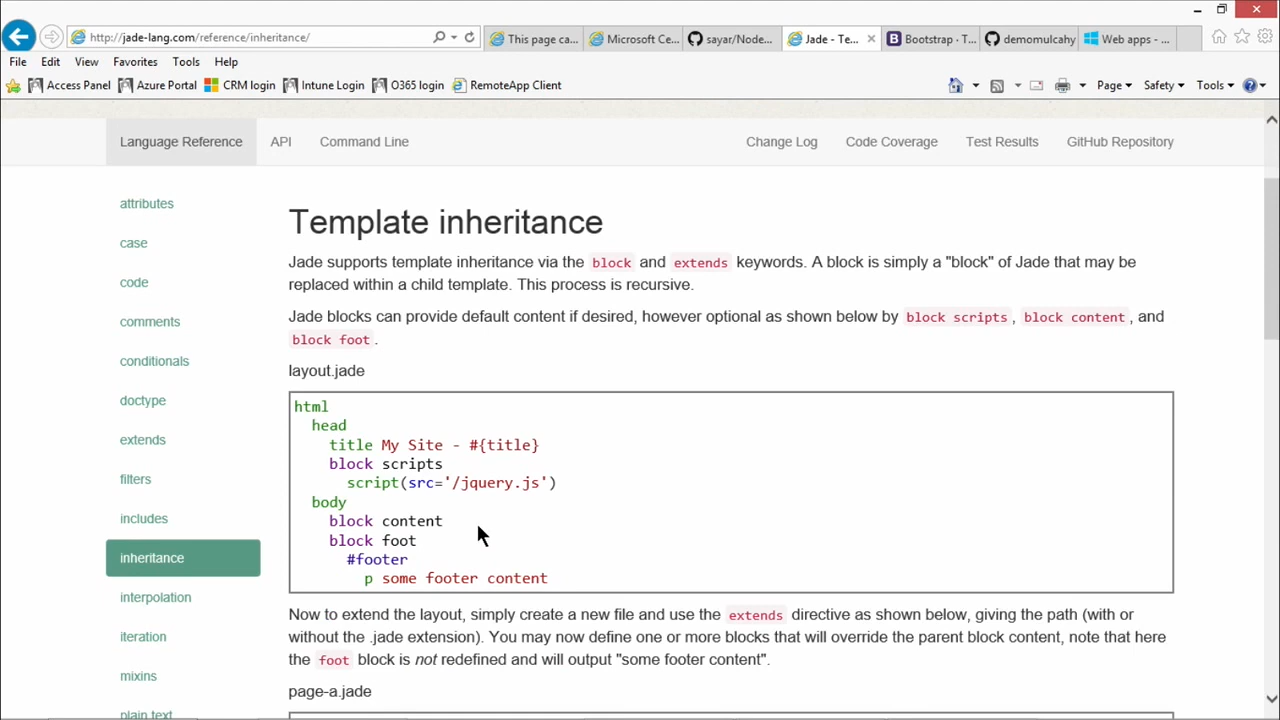 http://jade-lang.com/reference/inheritance/
This page ca...
Microsoft Ce...
sayar/Node...
Jade - Te...
Bootstrap · T...
demomulcahy
Web apps - ...
File Edit View Favorites Tools Help
Access Panel Azure Portal CRM login Intune Login O365 login RemoteApp Client
Page Safety Tools
Language Reference API Command Line Change Log Code Coverage Test Results GitHub Repository
attributes
case
code
comments
conditionals
doctype
extends
filters
includes
inheritance
interpolation
iteration
mixins
plain text
Template inheritance
Jade supports template inheritance via the block and extends keywords. A block is simply a "block" of Jade that may be
replaced within a child template. This process is recursive.
Jade blocks can provide default content if desired, however optional as shown below by block scripts, block content, and
block foot.
layout.jade
html
head
title My Site - #{title}
block scripts
script(src='/jquery.js')
body
block content
block foot
#footer
p some footer content
Now to extend the layout, simply create a new file and use the extends directive as shown below, giving the path (with or
without the .jade extension). You may now define one or more blocks that will override the parent block content, note that here
the foot block is not redefined and will output "some footer content".
page-a.jade